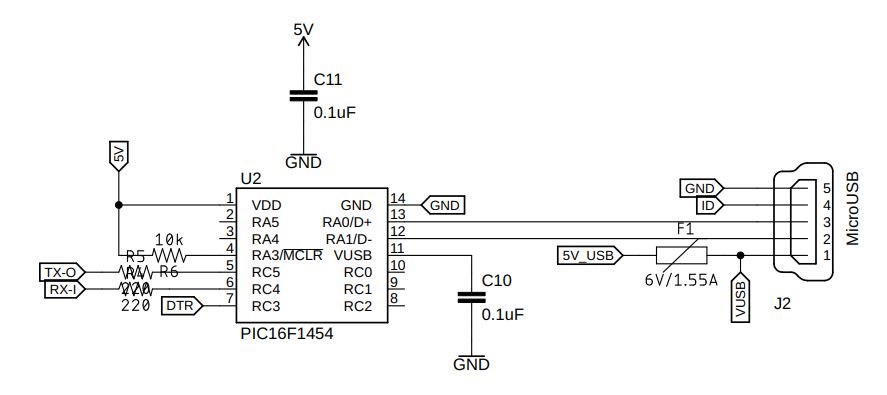 5V
C11
0.1uF
GND
5V
U2
1 VDD GND 14 GND
2 RA5 RA0/D+ 13
3 RA4 RA1/D- 12
4 RA3/MCLR VUSB 11
5 RC5 RC0 10
6 RC4 RC1 9
7 RC3 RC2 8
PIC16F1454
10k
R5
R6
TX-O
RX-I
220
220
DTR
C10
0.1uF
GND
GND
ID
F1
5V_USB
6V/1.55A
VUSB
5
4
3
2
1
MicroUSB
J2